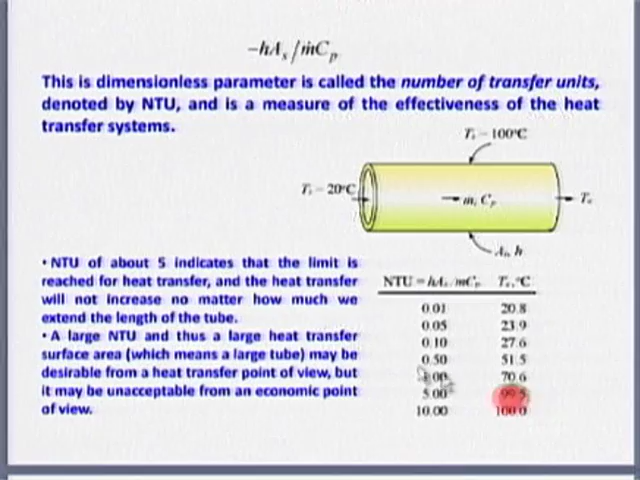 −hAₛ/ṁCₚ
This is dimensionless parameter is called the number of transfer units,
denoted by NTU, and is a measure of the effectiveness of the heat
transfer systems.
Tₛ = 100°C
Tᵢ = 20°C
ṁ, Cₚ
Tₑ
Aₛ, h
• NTU of about 5 indicates that the limit is
reached for heat transfer, and the heat transfer
will not increase no matter how much we
extend the length of the tube.
• A large NTU and thus a large heat transfer
surface area (which means a large tube) may be
desirable from a heat transfer point of view, but
it may be unacceptable from an economic point
of view.
NTU = hAₛ/ṁCₚ Tₑ, °C
0.01 20.8
0.05 23.9
0.10 27.6
0.50 51.5
.00 70.6
5.00 99.5
10.00 100.0